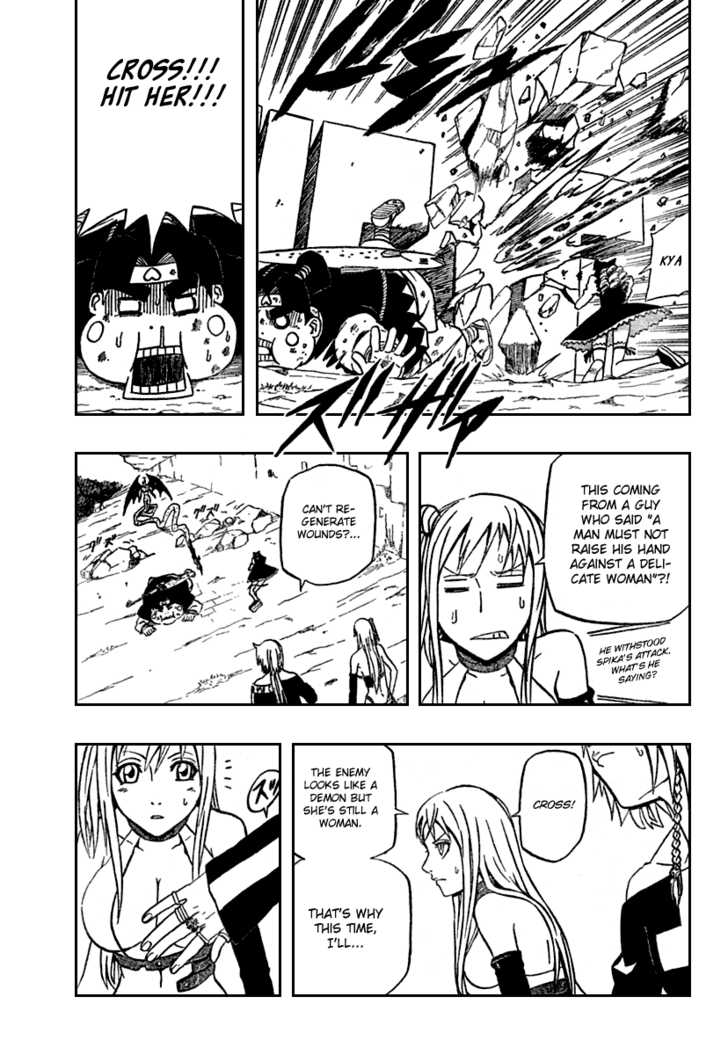 KYA
CROSS!!!
HIT HER!!!
THIS COMING
FROM A GUY
WHO SAID "A
MAN MUST NOT
RAISE HIS HAND
AGAINST A DELI-
CATE WOMAN"?!
HE WITHSTOOD
SPIKA'S ATTACK.
WHAT'S HE
SAYING?
CAN'T RE-
GENERATE
WOUNDS?...
CROSS!
THE ENEMY
LOOKS LIKE A
DEMON BUT
SHE'S STILL A
WOMAN.
THAT'S WHY
THIS TIME,
I'LL...